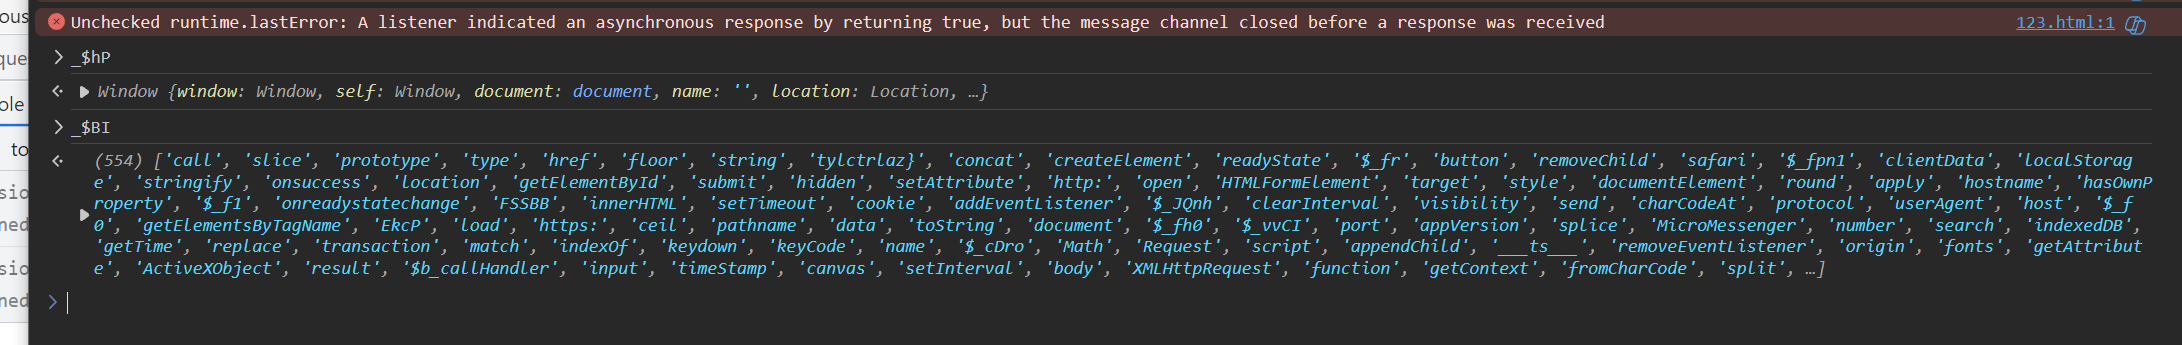 ous
Unchecked runtime.lastError: A listener indicated an asynchronous response by returning true, but the message channel closed before a response was received 123.html:1
que
_$hP
Window {window: Window, self: Window, document: document, name: '', location: Location, …}
ole
_$BI
to
(554) ['call', 'slice', 'prototype', 'type', 'href', 'floor', 'string', 'tylctrlaz}', 'concat', 'createElement', 'readyState', '$_fr', 'button', 'removeChild', 'safari', '$_fpn1', 'clientData', 'localStorag
e', 'stringify', 'onsuccess', 'location', 'getElementById', 'submit', 'hidden', 'setAttribute', 'http:', 'open', 'HTMLFormElement', 'target', 'style', 'documentElement', 'round', 'apply', 'hostname', 'hasOwnP
sio
roperty', '$_f1', 'onreadystatechange', 'FSSBB', 'innerHTML', 'setTimeout', 'cookie', 'addEventListener', '$_JQnh', 'clearInterval', 'visibility', 'send', 'charCodeAt', 'protocol', 'userAgent', 'host', '$_f
ned
0', 'getElementsByTagName', 'EkcP', 'load', 'https:', 'ceil', 'pathname', 'data', 'toString', 'document', '$_fh0', '$_vvCI', 'port', 'appVersion', 'splice', 'MicroMessenger', 'number', 'search', 'indexedDB',
'getTime', 'replace', 'transaction', 'match', 'indexOf', 'keydown', 'keyCode', 'name', '$_cDro', 'Math', 'Request', 'script', 'appendChild', '___ts___', 'removeEventListener', 'origin', 'fonts', 'getAttribut
sio
e', 'ActiveXObject', 'result', '$b_callHandler', 'input', 'timeStamp', 'canvas', 'setInterval', 'body', 'XMLHttpRequest', 'function', 'getContext', 'fromCharCode', 'split', …]
ned